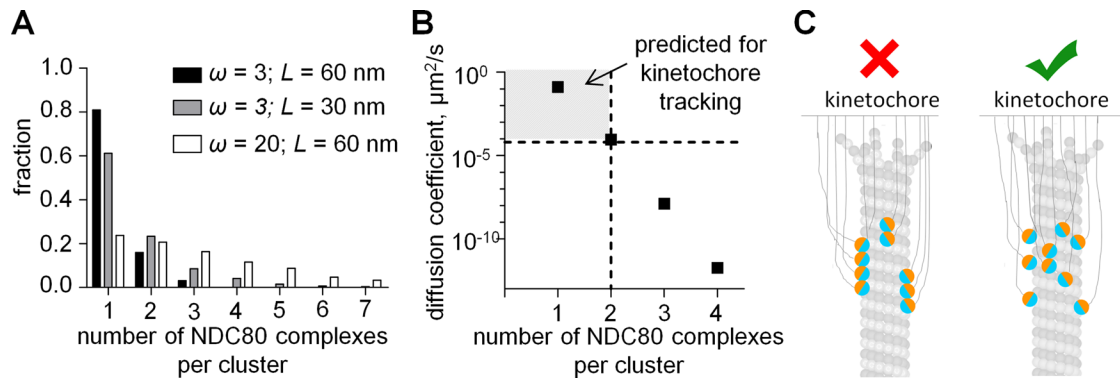 A
1.0
0.8
0.6
0.4
0.2
0.0
fraction
ω = 3; L = 60 nm
ω = 3; L = 30 nm
ω = 20; L = 60 nm
1 2 3 4 5 6 7
number of NDC80 complexes
per cluster
B
diffusion coefficient, μm²/s
10⁰
10⁻⁵
10⁻¹⁰
predicted for
kinetochore
tracking
1 2 3 4
number of NDC80 complexes
per cluster
C
kinetochore
kinetochore